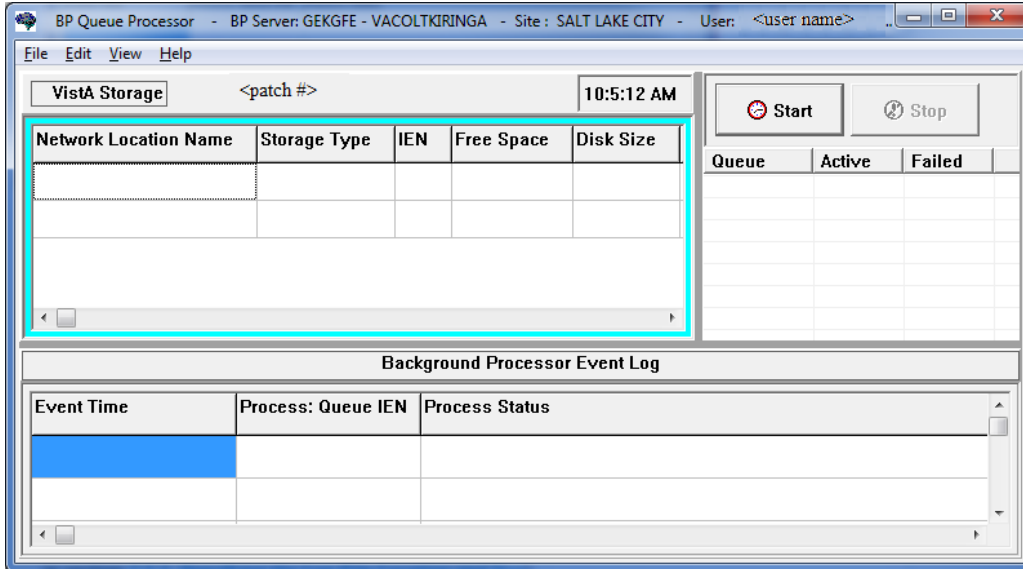 BP Queue Processor - BP Server: GEKGFE - VACOLTKIRINGA - Site : SALT LAKE CITY - User: <user name> ..
File Edit View Help
VistA Storage <patch #> 10:5:12 AM
Start Stop
Network Location Name Storage Type IEN Free Space Disk Size
Queue Active Failed
Background Processor Event Log
Event Time Process: Queue IEN Process Status